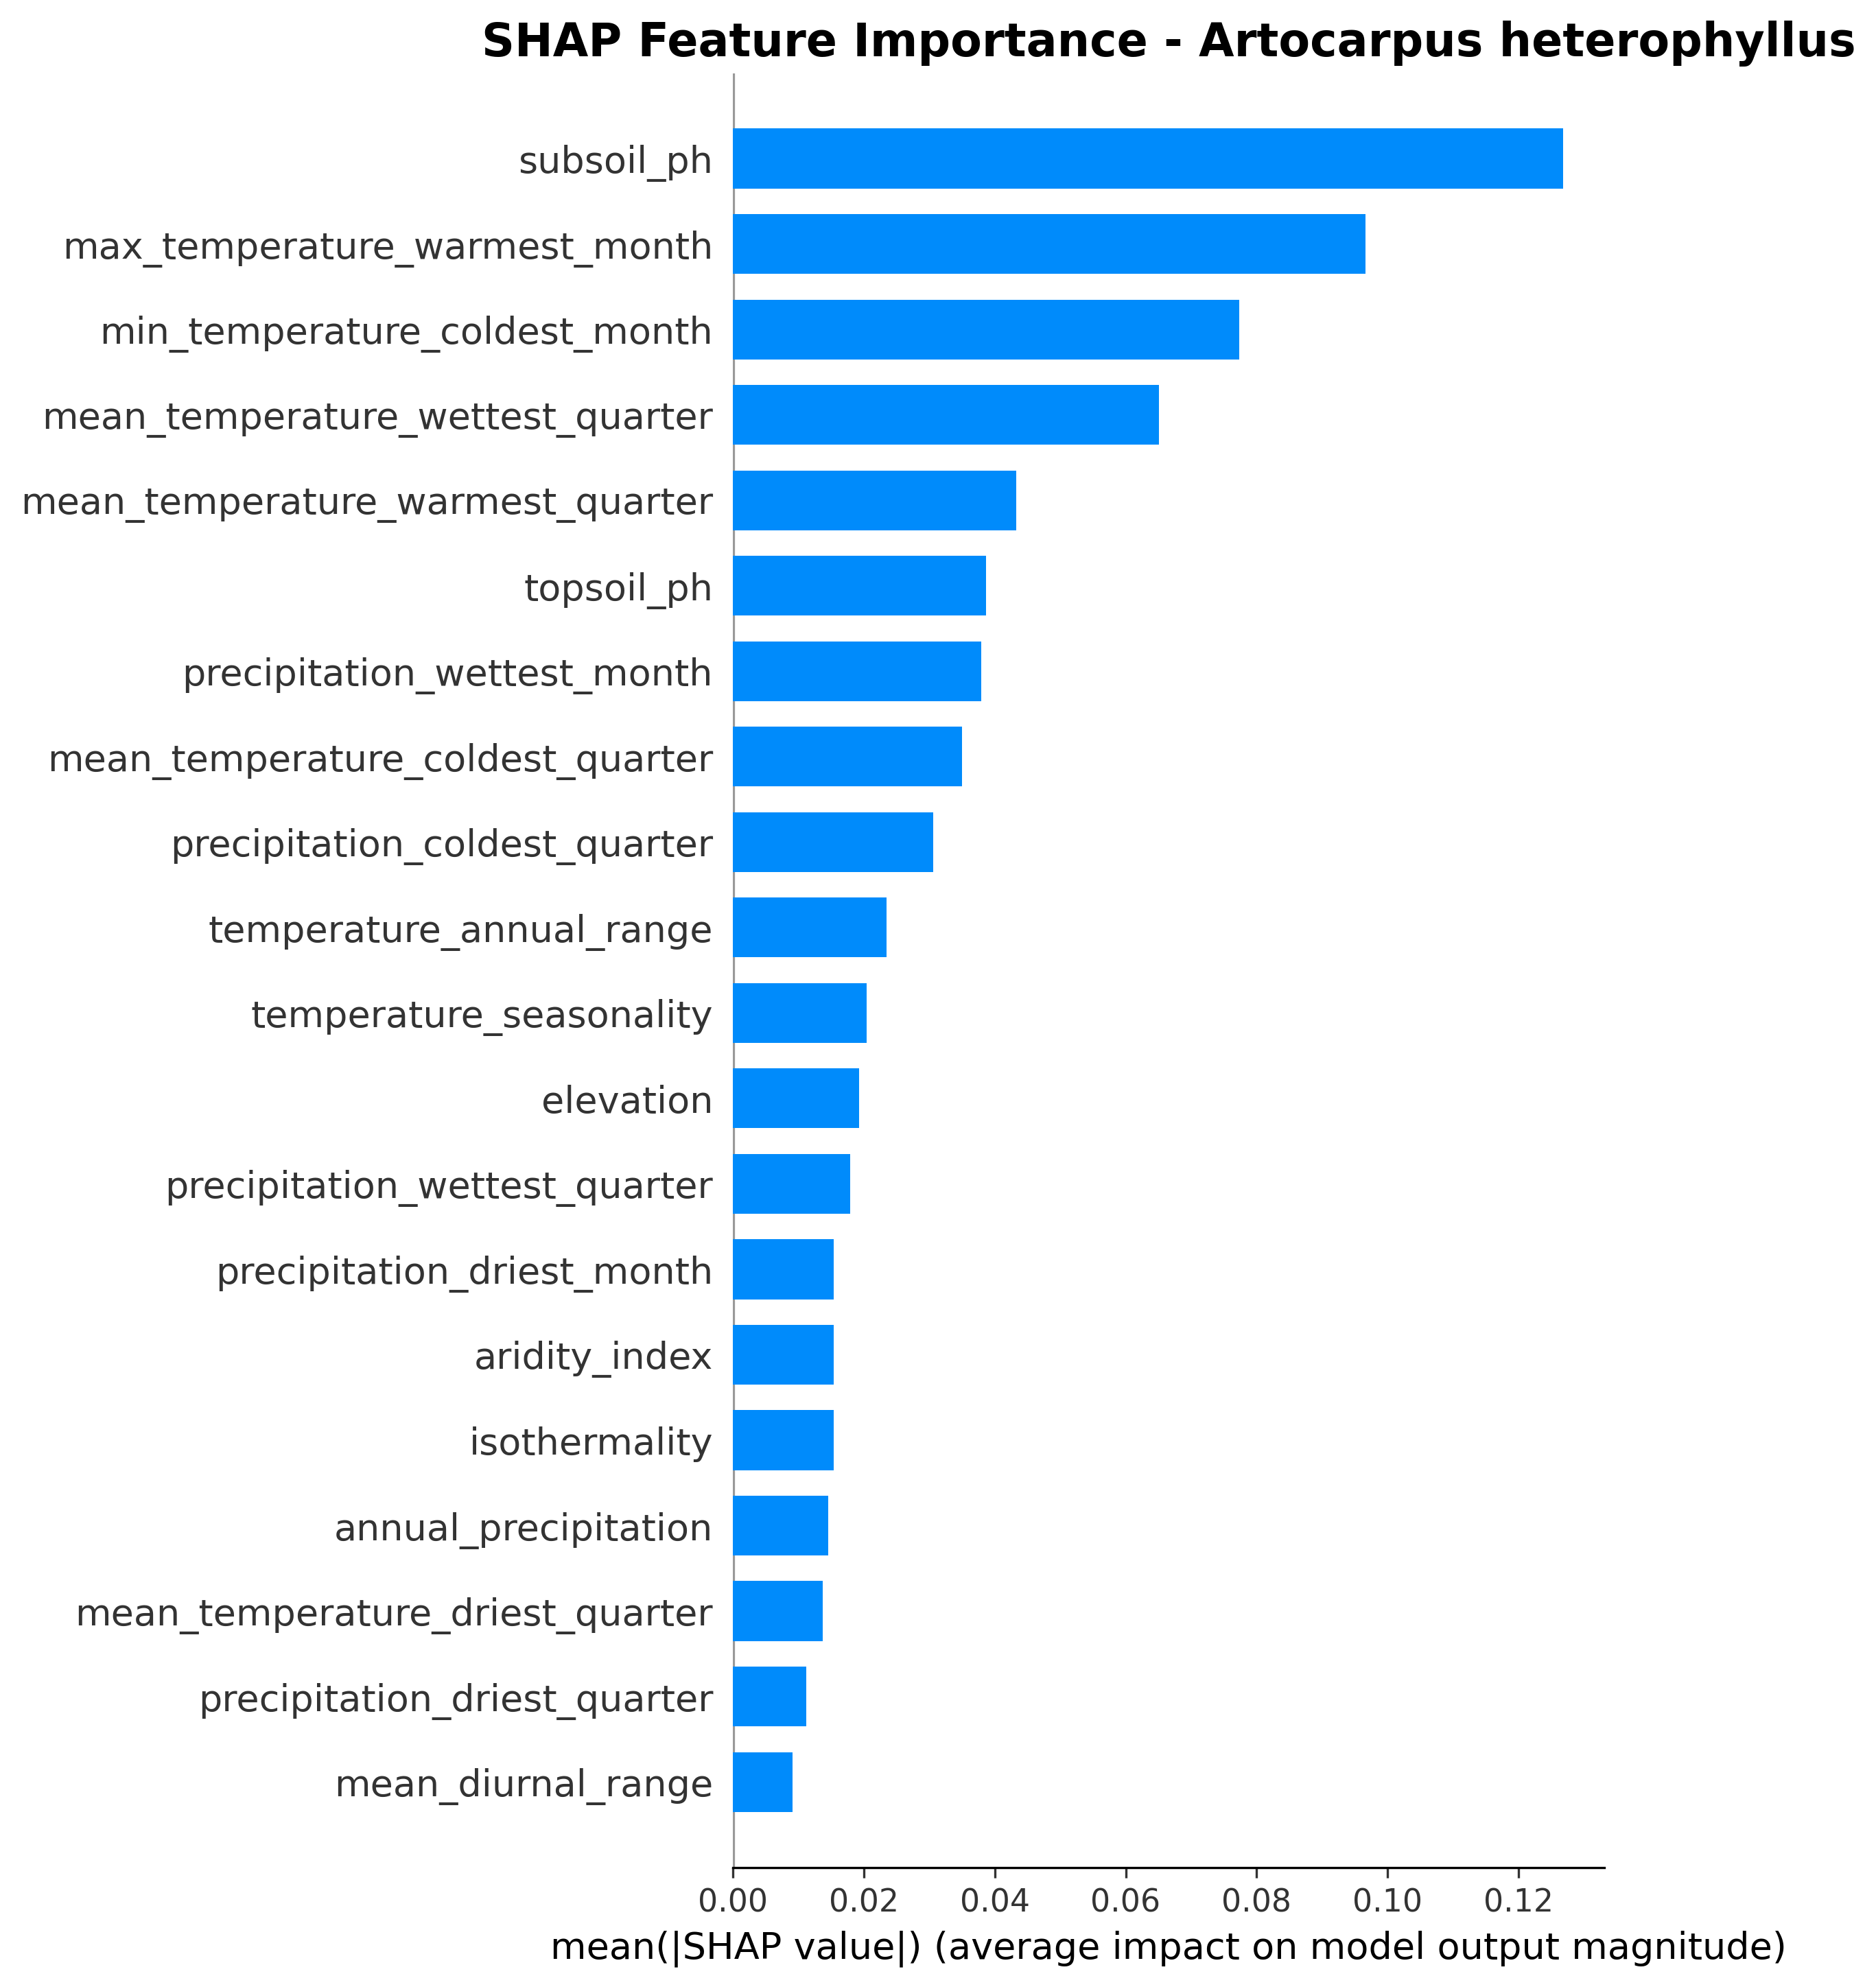 SHAP Feature Importance - Artocarpus heterophyllus
subsoil_ph
max_temperature_warmest_month
min_temperature_coldest_month
mean_temperature_wettest_quarter
mean_temperature_warmest_quarter
topsoil_ph
precipitation_wettest_month
mean_temperature_coldest_quarter
precipitation_coldest_quarter
temperature_annual_range
temperature_seasonality
elevation
precipitation_wettest_quarter
precipitation_driest_month
aridity_index
isothermality
annual_precipitation
mean_temperature_driest_quarter
precipitation_driest_quarter
mean_diurnal_range
0.00 0.02 0.04 0.06 0.08 0.10 0.12
mean(|SHAP value|) (average impact on model output magnitude)